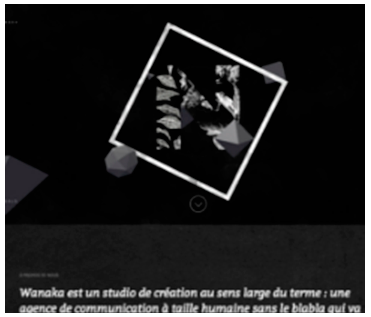 Wanaka est un studio de création au sens large du terme : une
agence de communication à taille humaine sans le blabla qui va